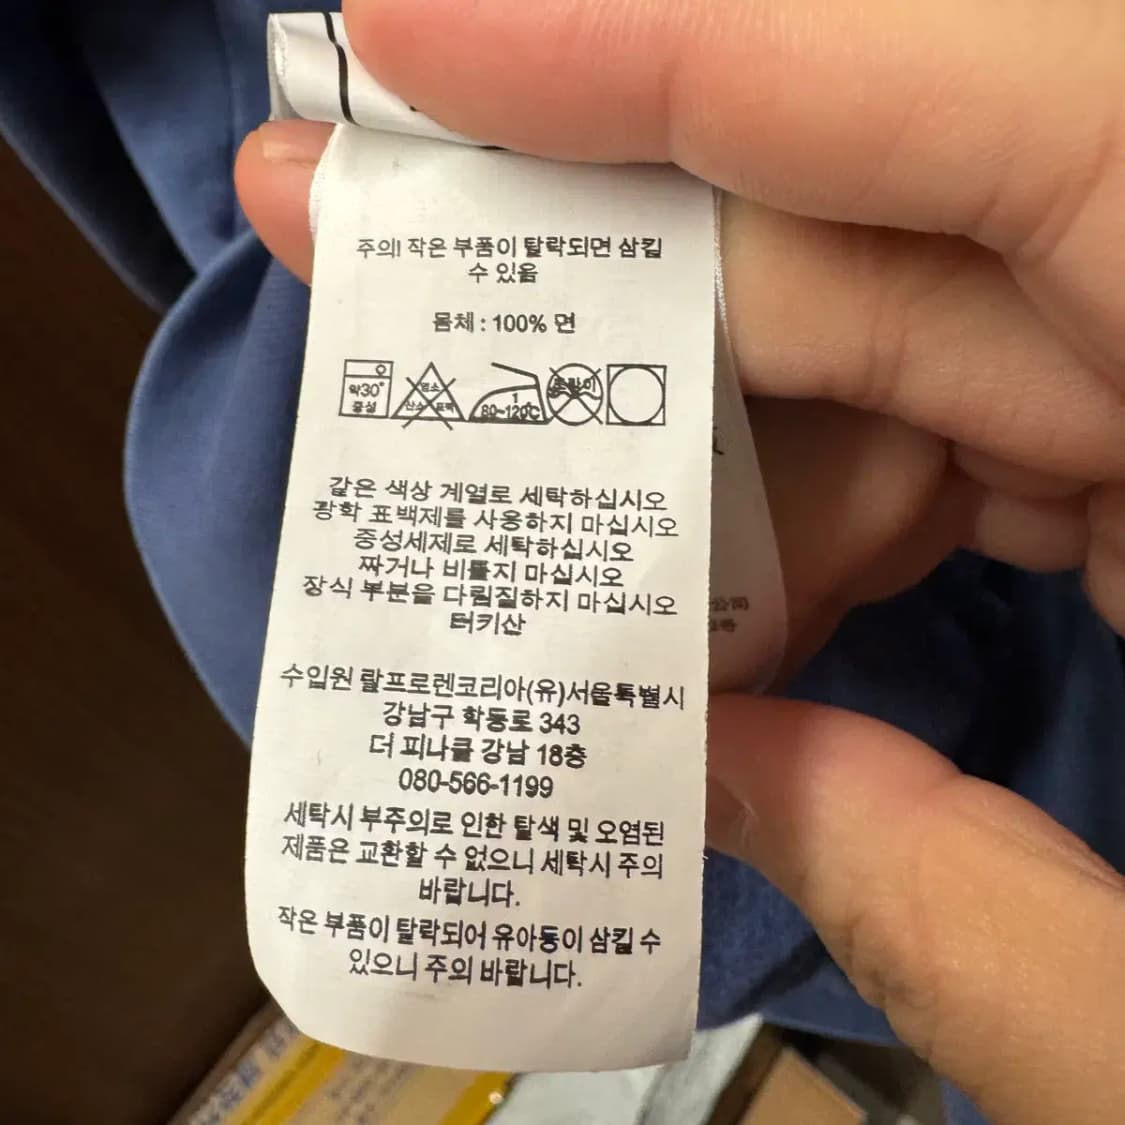 주의! 작은 부품이 탈락되면 삼킬
수 있음
몸체 : 100% 면
약30°
중성
염소
산소 표백
1
80~120℃
드라이
같은 색상 계열로 세탁하십시오
광학 표백제를 사용하지 마십시오
중성세제로 세탁하십시오
짜거나 비틀지 마십시오
장식 부분을 다림질하지 마십시오
터키산
수입원 랄프로렌코리아(유)서울특별시
강남구 학동로 343
더 피나클 강남 18층
080-566-1199
세탁시 부주의로 인한 탈색 및 오염된
제품은 교환할 수 없으니 세탁시 주의
바랍니다.
작은 부품이 탈락되어 유아동이 삼킬 수
있으니 주의 바랍니다.
公司